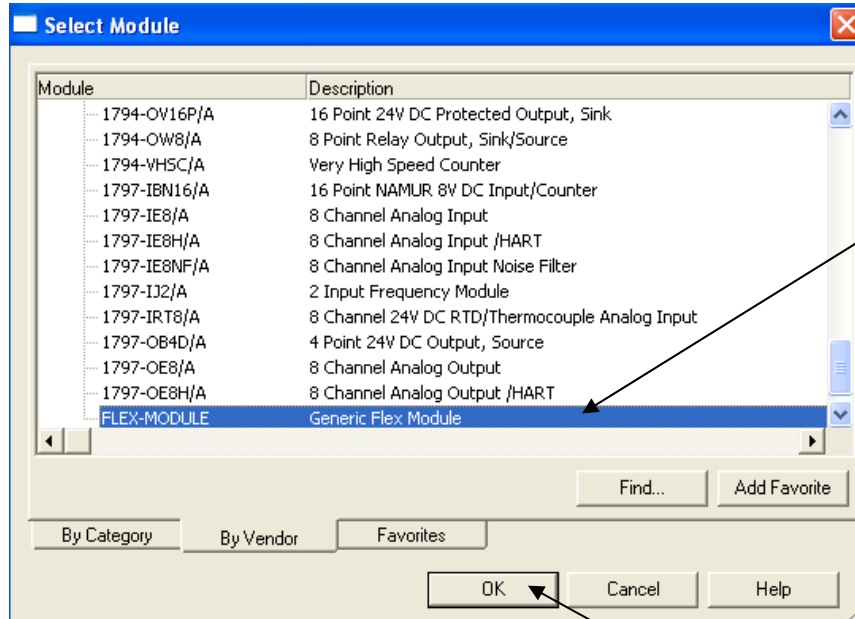 Select Module
Module Description
1794-OV16P/A 16 Point 24V DC Protected Output, Sink
1794-OW8/A 8 Point Relay Output, Sink/Source
1794-VHSC/A Very High Speed Counter
1797-IBN16/A 16 Point NAMUR 8V DC Input/Counter
1797-IE8/A 8 Channel Analog Input
1797-IE8H/A 8 Channel Analog Input /HART
1797-IE8NF/A 8 Channel Analog Input Noise Filter
1797-IJ2/A 2 Input Frequency Module
1797-IRT8/A 8 Channel 24V DC RTD/Thermocouple Analog Input
1797-OB4D/A 4 Point 24V DC Output, Source
1797-OE8/A 8 Channel Analog Output
1797-OE8H/A 8 Channel Analog Output /HART
FLEX-MODULE Generic Flex Module
Find... Add Favorite
By Category By Vendor Favorites
OK Cancel Help